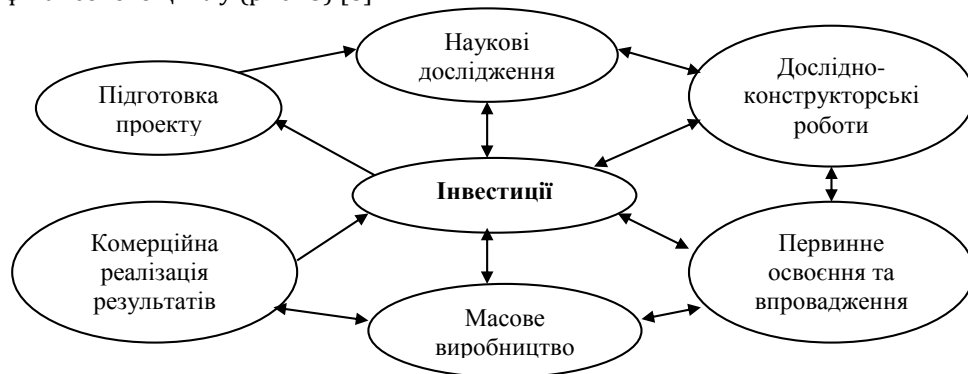 Наукові
дослідження
Дослідно-
конструкторські
роботи
Підготовка
проекту
Інвестиції
Комерційна
реалізація
результатів
Первинне
освоєння та
впровадження
Масове
виробництво